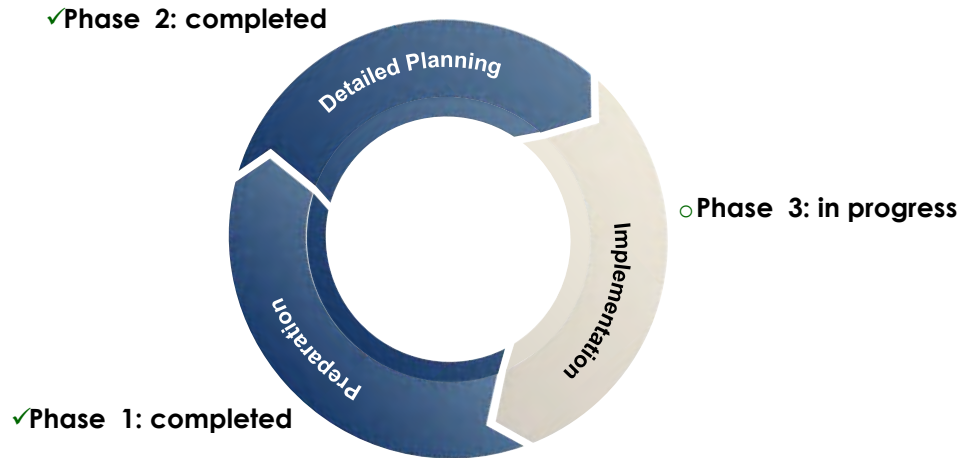 ✓Phase 2: completed
Detailed Planning
○Phase 3: in progress
Implementation
Preparation
✓Phase 1: completed